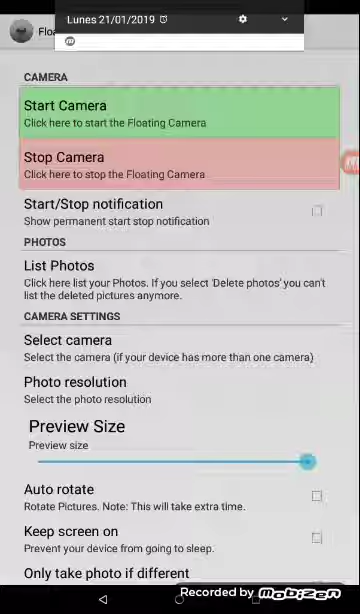 Lunes 21/01/2019
Floa
CAMERA
Start Camera
Click here to start the Floating Camera
Stop Camera
Click here to stop the Floating Camera
Start/Stop notification
Show permanent start stop notification
PHOTOS
List Photos
Click here list your Photos. If you select 'Delete photos' you can't
list the deleted pictures anymore.
CAMERA SETTINGS
Select camera
Select the camera (if your device has more than one camera)
Photo resolution
Select the photo resolution
Preview Size
Preview size
Auto rotate
Rotate Pictures. Note: This will take extra time.
Keep screen on
Prevent your device from going to sleep.
Only take photo if different
Recorded by Mobizen